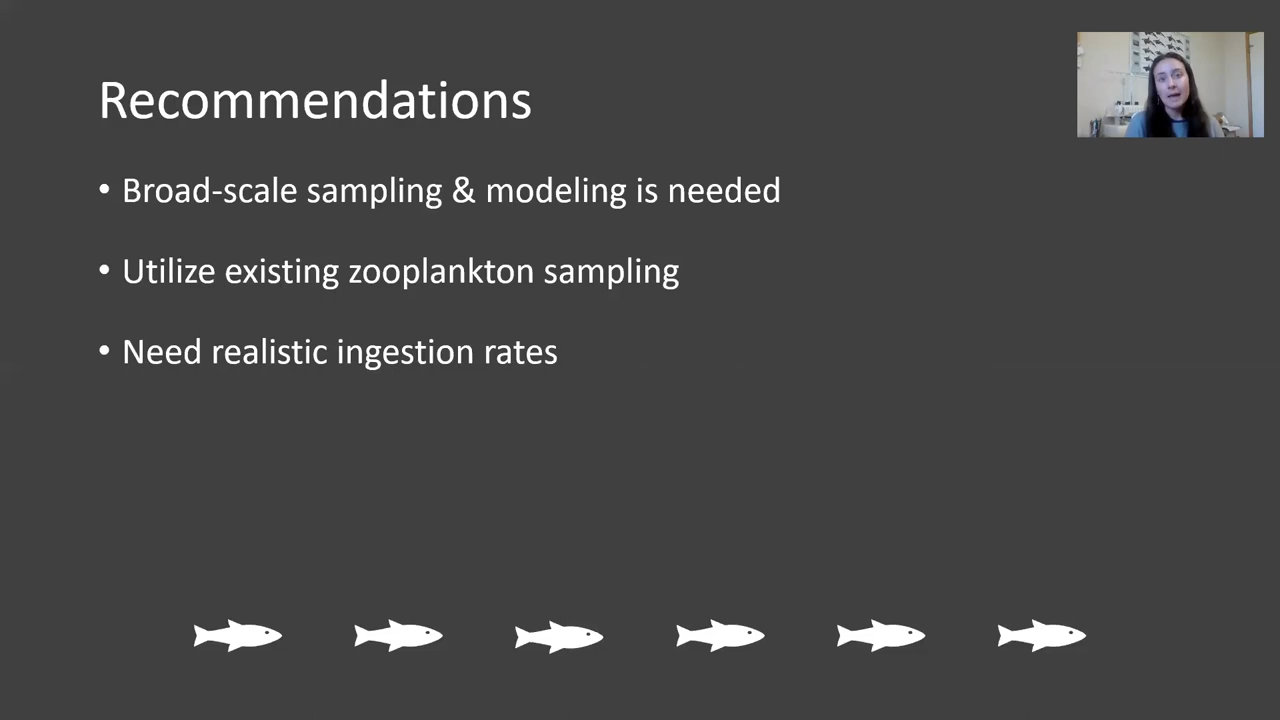 Recommendations
• Broad-scale sampling & modeling is needed
• Utilize existing zooplankton sampling
• Need realistic ingestion rates